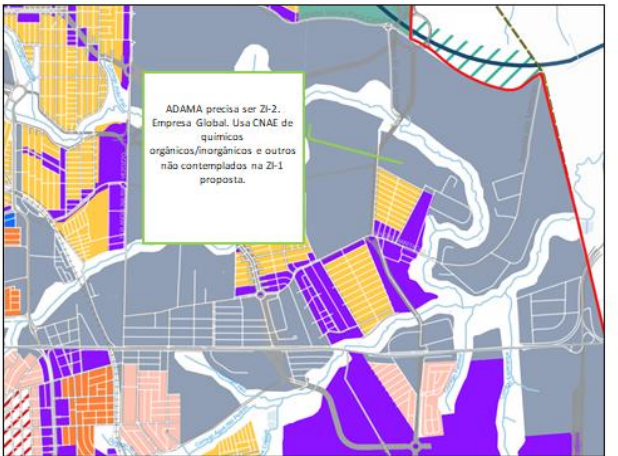 ADAMA precisa ser ZI-2.
Empresa Global. Usa CNAE de
químicos
orgânicos/inorgânicos e outros
não contemplados na ZI-1
proposta.